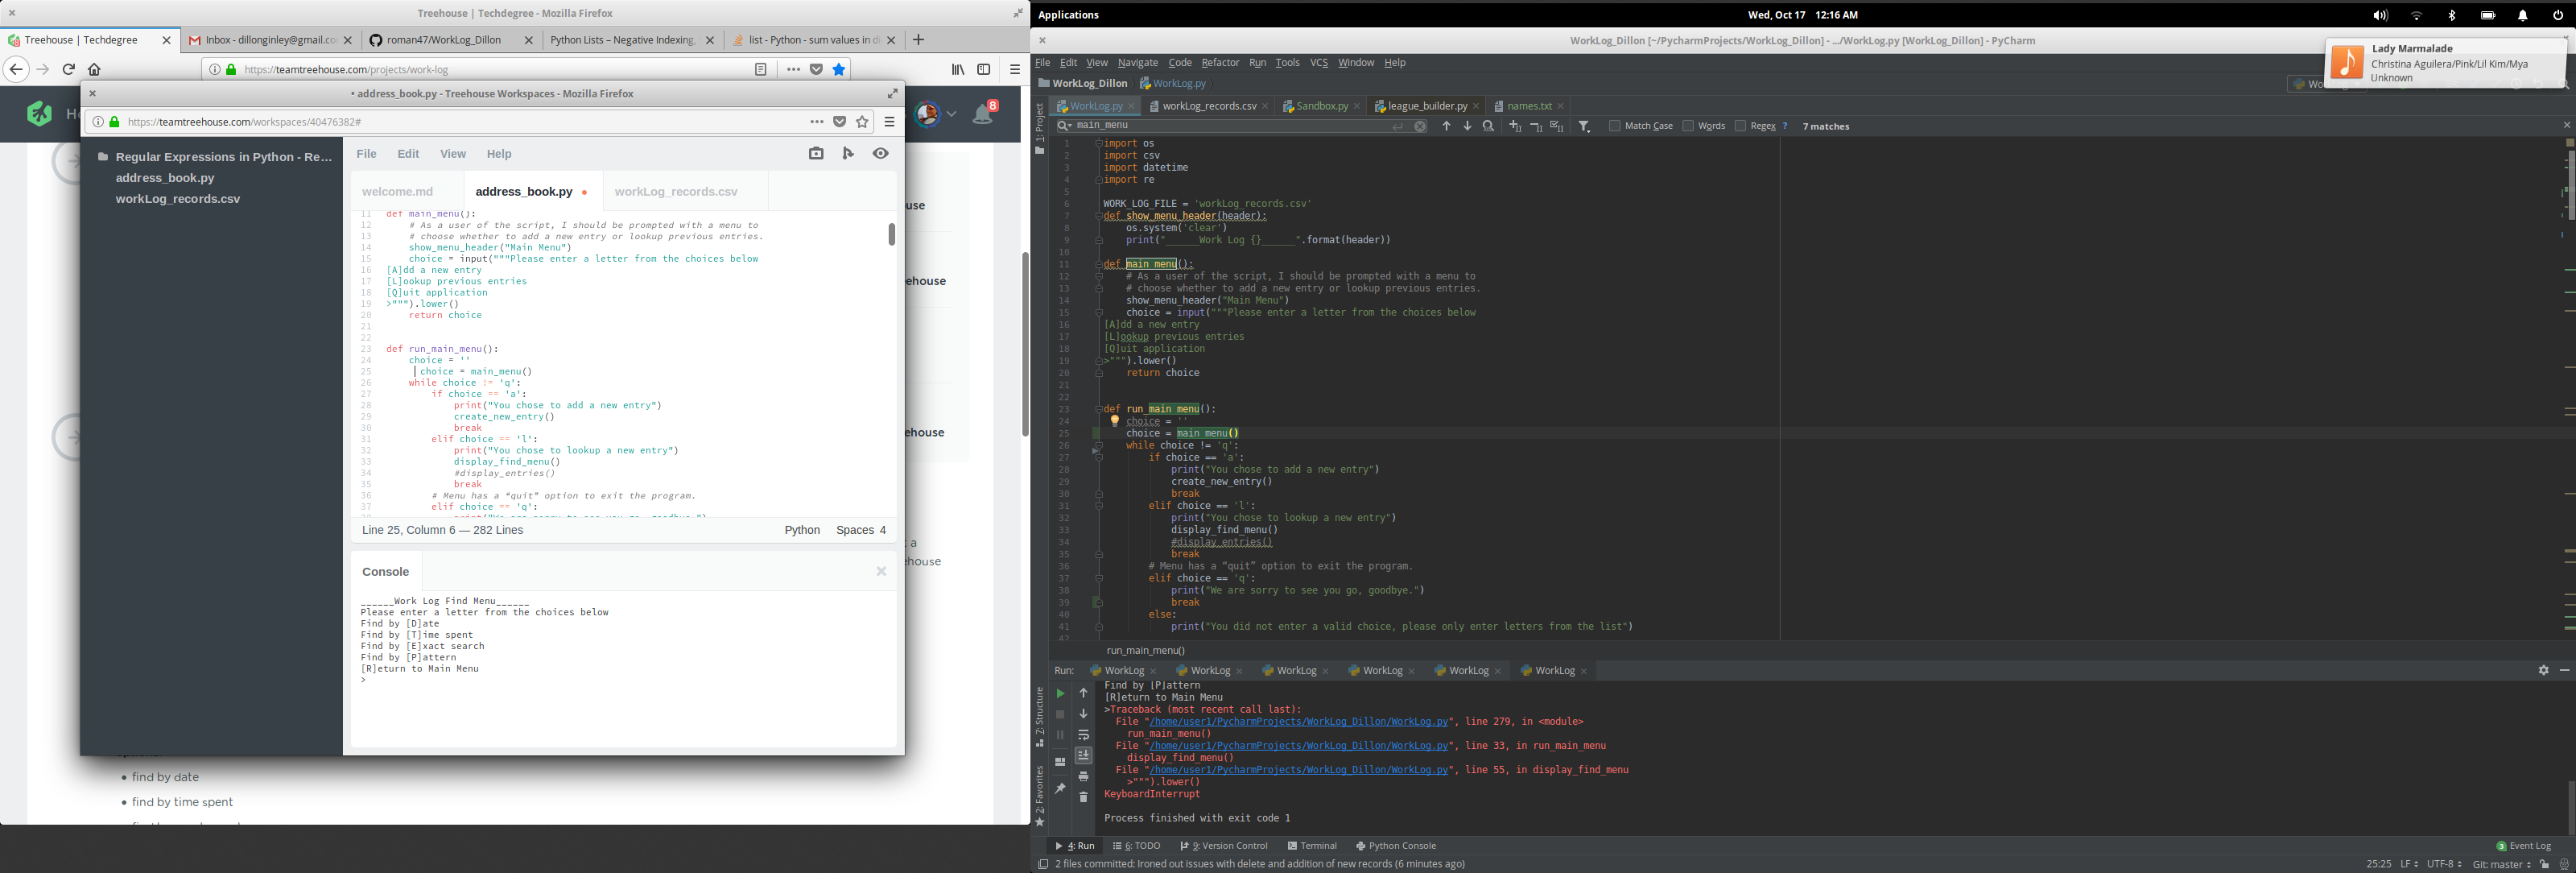 Treehouse | Techdegree - Mozilla Firefox
Treehouse | Techdegree
Inbox - dillonginley@gmail.co
roman47/WorkLog_Dillon
Python Lists – Negative Indexing,
list - Python - sum values in di
https://teamtreehouse.com/projects/work-log
8
• address_book.py - Treehouse Workspaces - Mozilla Firefox
https://teamtreehouse.com/workspaces/40476382#
Regular Expressions in Python - Re...
address_book.py
workLog_records.csv
File Edit View Help
welcome.md
address_book.py
workLog_records.csv
11 def main_menu():
12 # As a user of the script, I should be prompted with a menu to
13 # choose whether to add a new entry or lookup previous entries.
14 show_menu_header("Main Menu")
15 choice = input("""Please enter a letter from the choices below
16 [A]dd a new entry
17 [L]ookup previous entries
18 [Q]uit application
19 >""").lower()
20 return choice
21
22
23 def run_main_menu():
24 choice = ''
25 choice = main_menu()
26 while choice != 'q':
27 if choice == 'a':
28 print("You chose to add a new entry")
29 create_new_entry()
30 break
31 elif choice == 'l':
32 print("You chose to lookup a new entry")
33 display_find_menu()
34 #display_entries()
35 break
36 # Menu has a “quit” option to exit the program.
37 elif choice == 'q':
Line 25, Column 6 — 282 Lines
Python Spaces 4
Console
______Work Log Find Menu______
Please enter a letter from the choices below
Find by [D]ate
Find by [T]ime spent
Find by [E]xact search
Find by [P]attern
[R]eturn to Main Menu
>
find by date
find by time spent
Applications
Wed, Oct 17 12:16 AM
WorkLog_Dillon [~/PycharmProjects/WorkLog_Dillon] - .../WorkLog.py [WorkLog_Dillon] - PyCharm
Lady Marmalade
Christina Aguilera/Pink/Lil Kim/Mya
Unknown
File Edit View Navigate Code Refactor Run Tools VCS Window Help
WorkLog_Dillon WorkLog.py
WorkLog.py workLog_records.csv Sandbox.py league_builder.py names.txt
main_menu
Match Case Words Regex ? 7 matches
1: Project
1 import os
2 import csv
3 import datetime
4 import re
5
6 WORK_LOG_FILE = 'workLog_records.csv'
7 def show_menu_header(header):
8 os.system('clear')
9 print("______Work Log {}______".format(header))
10
11 def main_menu():
12 # As a user of the script, I should be prompted with a menu to
13 # choose whether to add a new entry or lookup previous entries.
14 show_menu_header("Main Menu")
15 choice = input("""Please enter a letter from the choices below
16 [A]dd a new entry
17 [L]ookup previous entries
18 [Q]uit application
19 >""").lower()
20 return choice
21
22
23 def run_main_menu():
24 choice = ''
25 choice = main_menu()
26 while choice != 'q':
27 if choice == 'a':
28 print("You chose to add a new entry")
29 create_new_entry()
30 break
31 elif choice == 'l':
32 print("You chose to lookup a new entry")
33 display_find_menu()
34 #display_entries()
35 break
36 # Menu has a “quit” option to exit the program.
37 elif choice == 'q':
38 print("We are sorry to see you go, goodbye.")
39 break
40 else:
41 print("You did not enter a valid choice, please only enter letters from the list")
42
run_main_menu()
Run: WorkLog WorkLog WorkLog WorkLog WorkLog WorkLog
Find by [P]attern
[R]eturn to Main Menu
>Traceback (most recent call last):
File "/home/user1/PycharmProjects/WorkLog_Dillon/WorkLog.py", line 279, in <module>
run_main_menu()
File "/home/user1/PycharmProjects/WorkLog_Dillon/WorkLog.py", line 33, in run_main_menu
display_find_menu()
File "/home/user1/PycharmProjects/WorkLog_Dillon/WorkLog.py", line 55, in display_find_menu
>""").lower()
KeyboardInterrupt
Process finished with exit code 1
7: Structure
2: Favorites
4: Run 6: TODO 9: Version Control Terminal Python Console
3 Event Log
2 files committed: Ironed out issues with delete and addition of new records (6 minutes ago)
25:25 LF UTF-8 Git: master